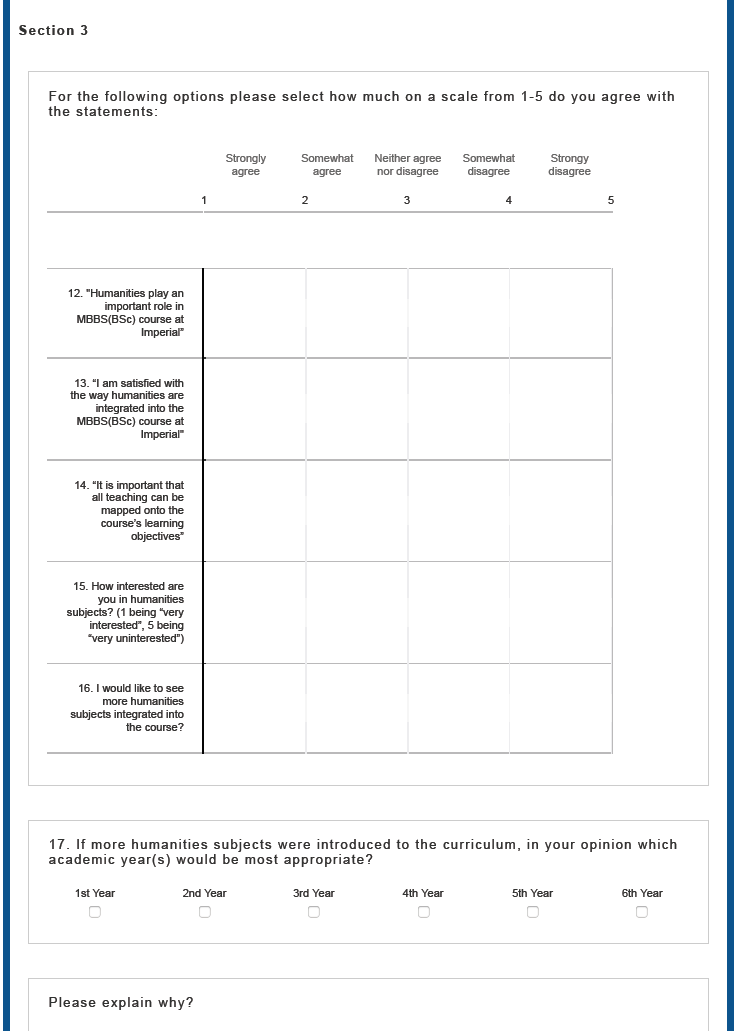 Section 3
For the following options please select how much on a scale from 1-5 do you agree with
the statements:
Strongly agree Somewhat agree Neither agree nor disagree Somewhat disagree Strongy disagree
1 2 3 4 5
12. "Humanities play an
important role in
MBBS(BSc) course at
Imperial"
13. “I am satisfied with
the way humanities are
integrated into the
MBBS(BSc) course at
Imperial"
14. “It is important that
all teaching can be
mapped onto the
course's learning
objectives”
15. How interested are
you in humanities
subjects? (1 being “very
interested”, 5 being
“very uninterested”)
16. I would like to see
more humanities
subjects integrated into
the course?
17. If more humanities subjects were introduced to the curriculum, in your opinion which
academic year(s) would be most appropriate?
1st Year 2nd Year 3rd Year 4th Year 5th Year 6th Year
Please explain why?